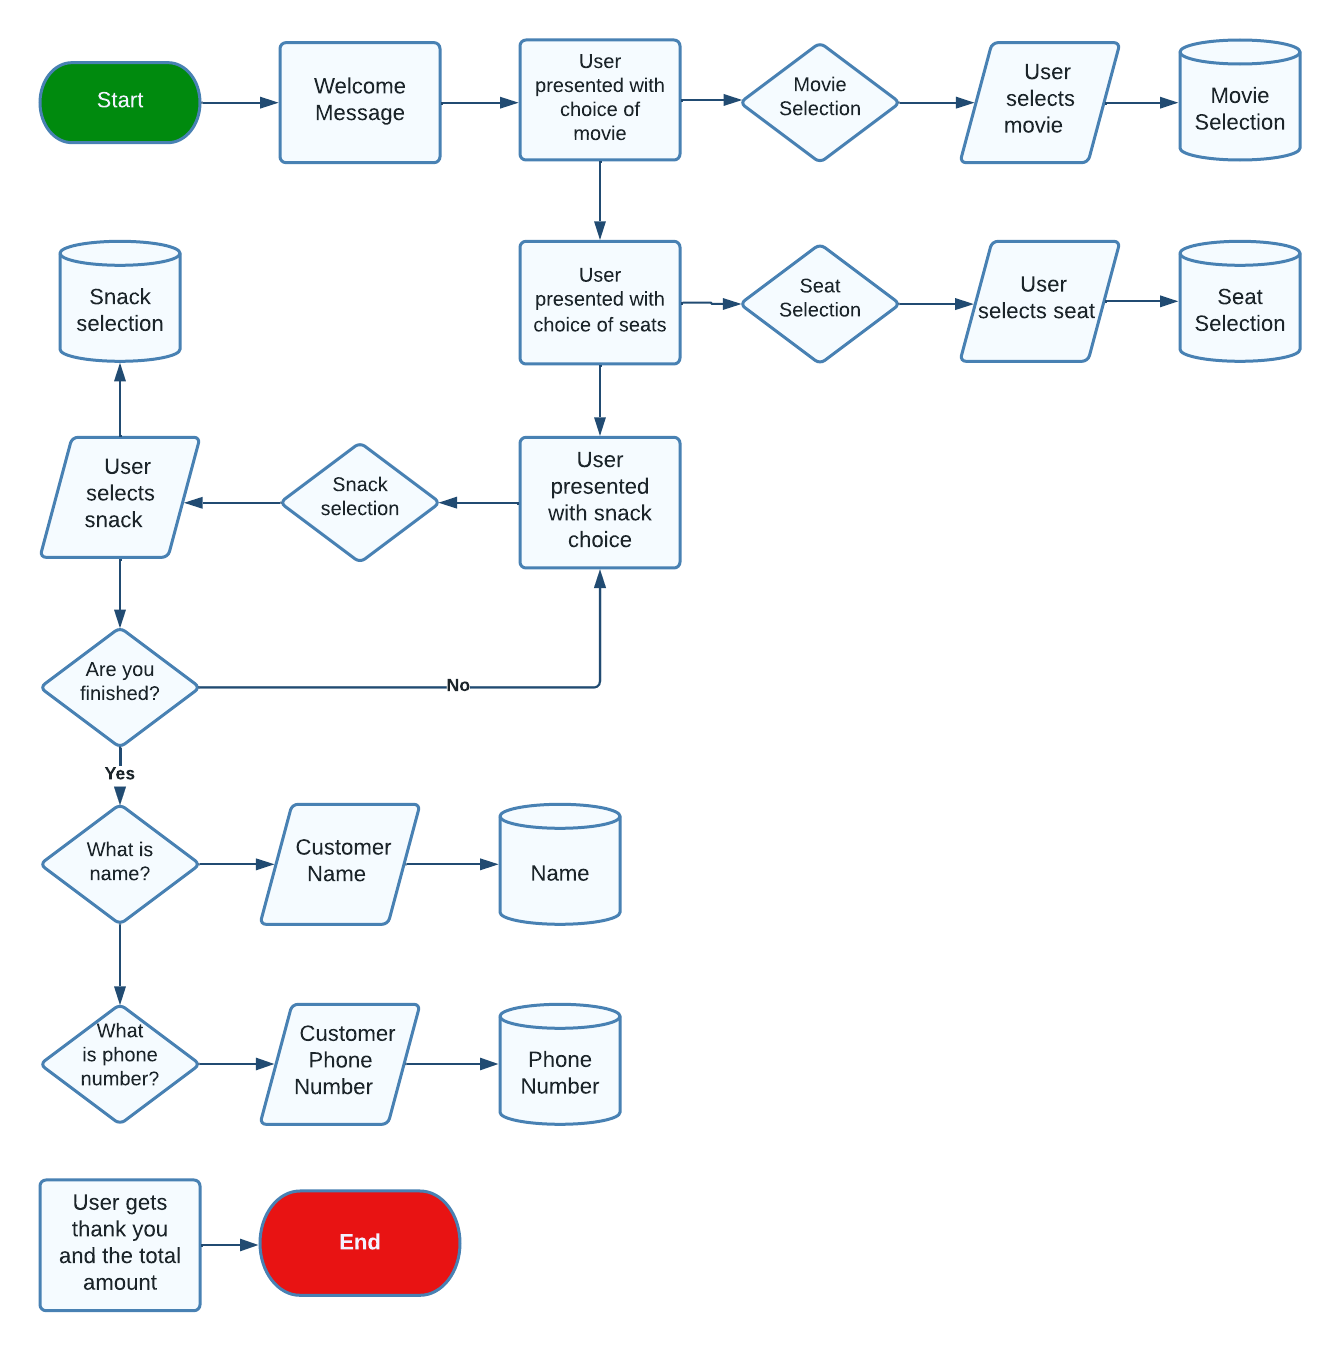 Start
Welcome
Message
User
presented with
choice of
movie
Movie
Selection
User
selects
movie
Movie
Selection
Snack
selection
User
presented with
choice of seats
Seat
Selection
User
selects seat
Seat
Selection
User
selects
snack
Snack
selection
User
presented
with snack
choice
Are you
finished?
No
Yes
What is
name?
Customer
Name
Name
What
is phone
number?
Customer
Phone
Number
Phone
Number
User gets
thank you
and the total
amount
End